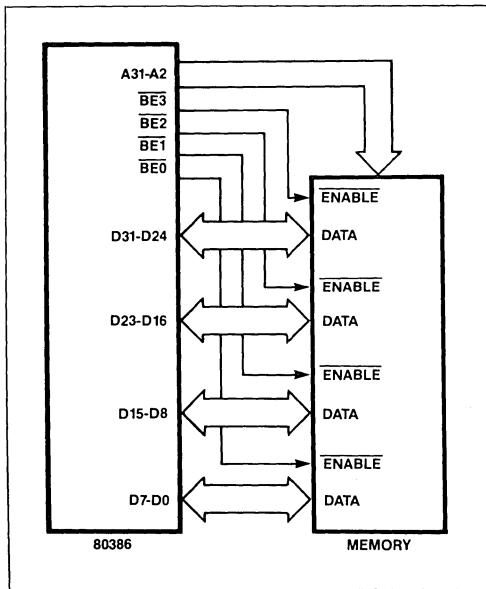 A31-A2
BE3
BE2
BE1
BE0
ENABLE
D31-D24
DATA
ENABLE
D23-D16
DATA
ENABLE
D15-D8
DATA
ENABLE
D7-D0
DATA
80386
MEMORY